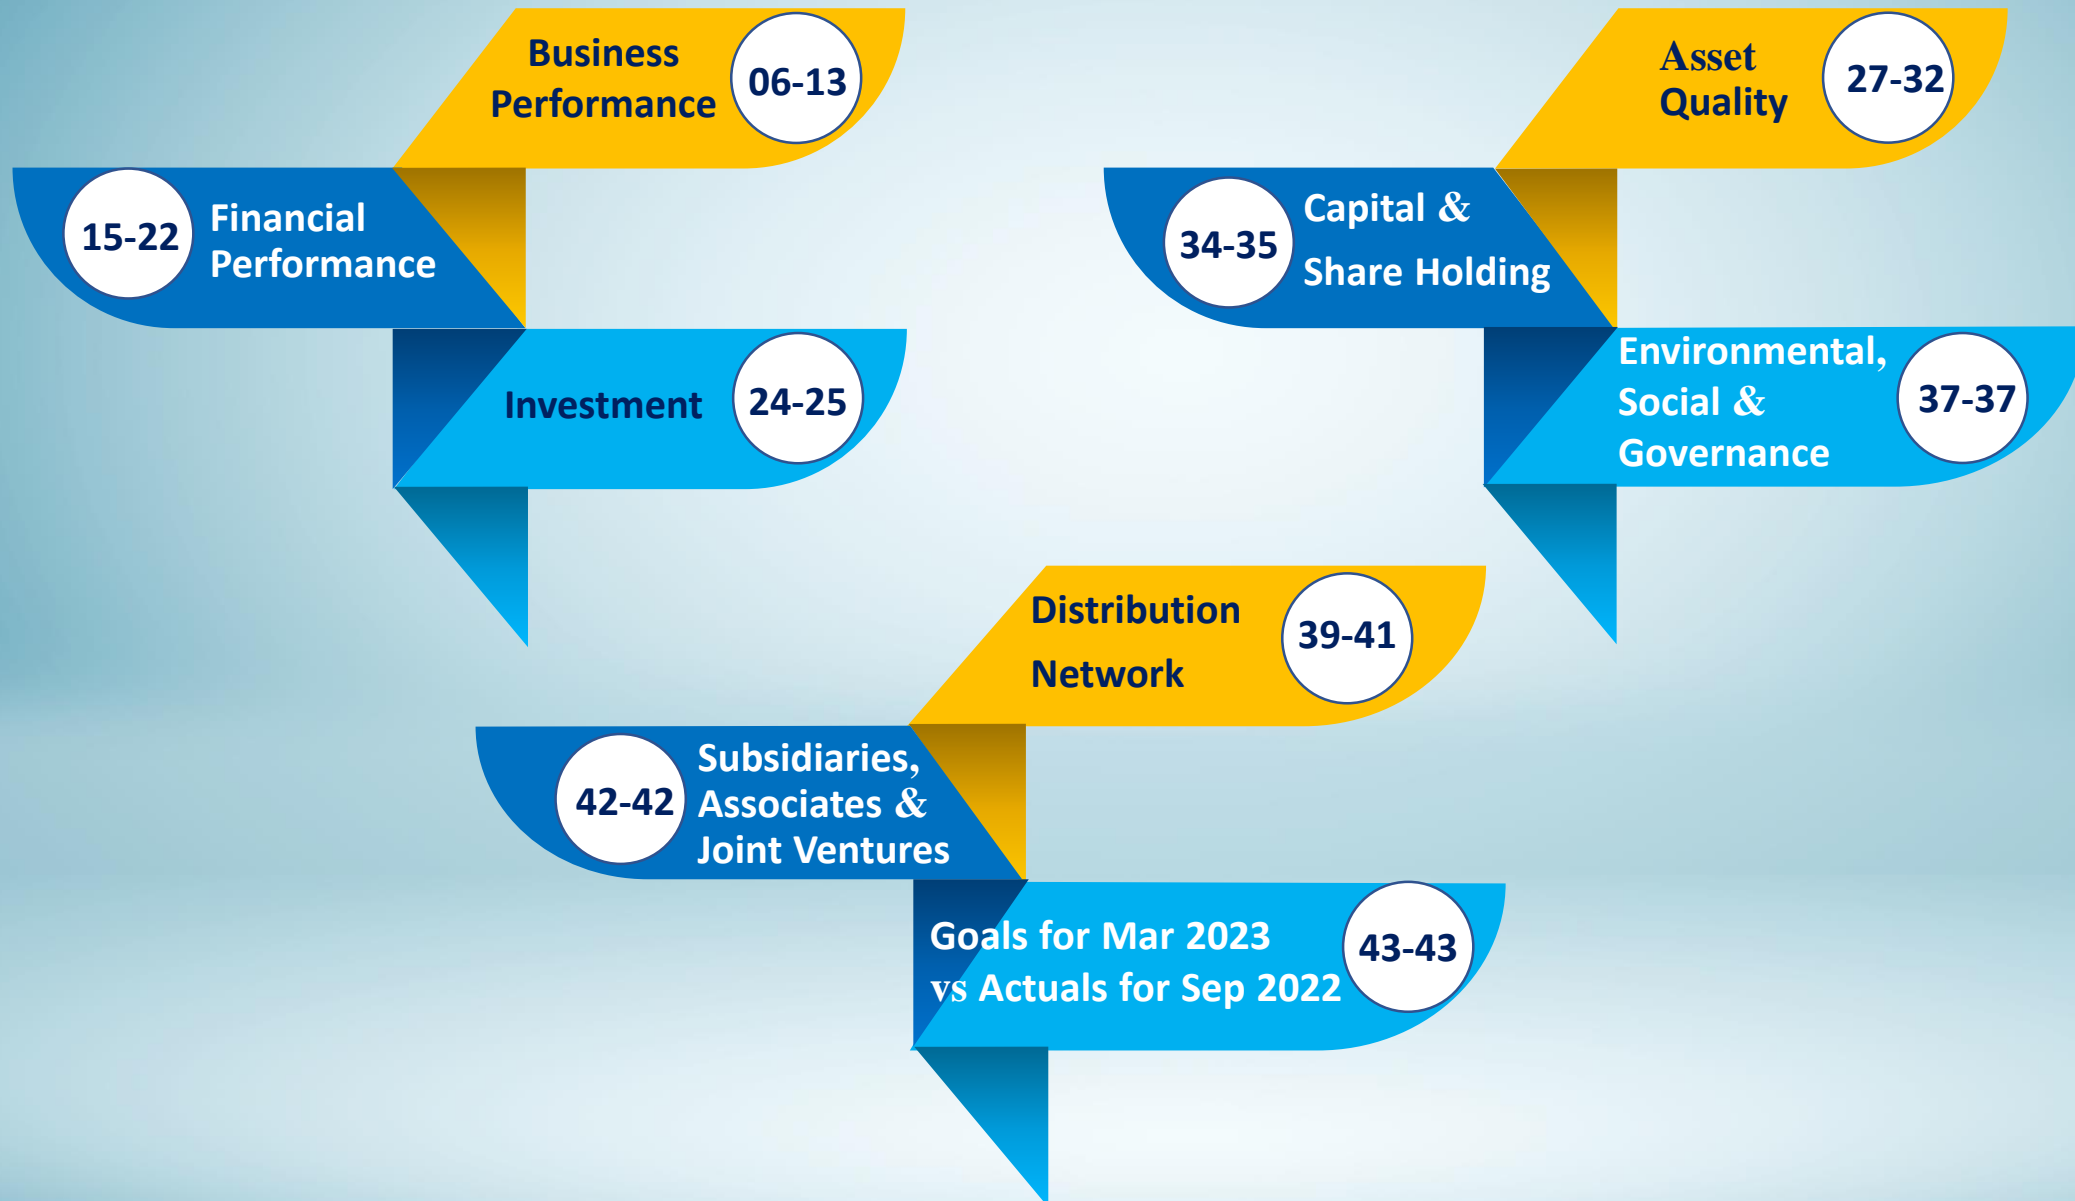 Business
Performance
06-13
15-22
Financial
Performance
Investment
24-25
Asset
Quality
27-32
34-35
Capital &
Share Holding
Environmental,
Social &
Governance
37-37
Distribution
Network
39-41
42-42
Subsidiaries,
Associates &
Joint Ventures
Goals for Mar 2023
vs Actuals for Sep 2022
43-43